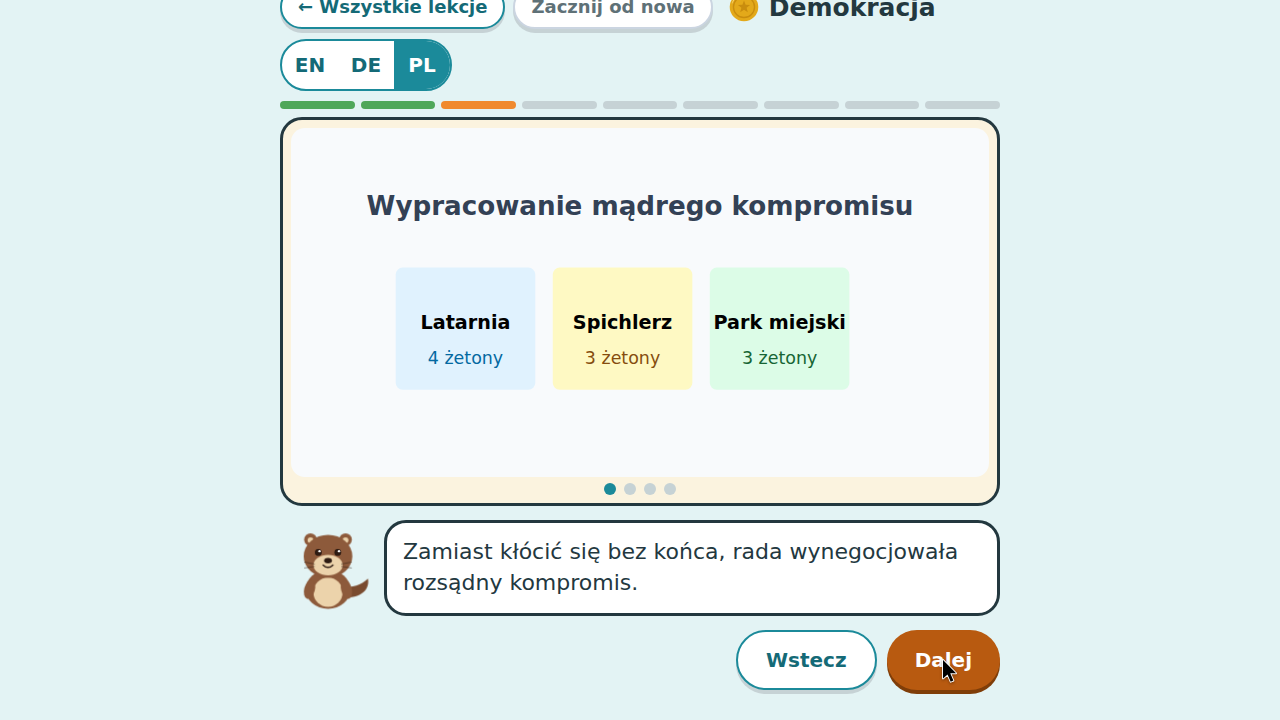 ← Wszystkie lekcje
Zacznij od nowa
Demokracja
EN DE PL
Wypracowanie mądrego kompromisu
Latarnia
4 żetony
Spichlerz
3 żetony
Park miejski
3 żetony
Zamiast kłócić się bez końca, rada wynegocjowała
rozsądny kompromis.
Wstecz
Dalej